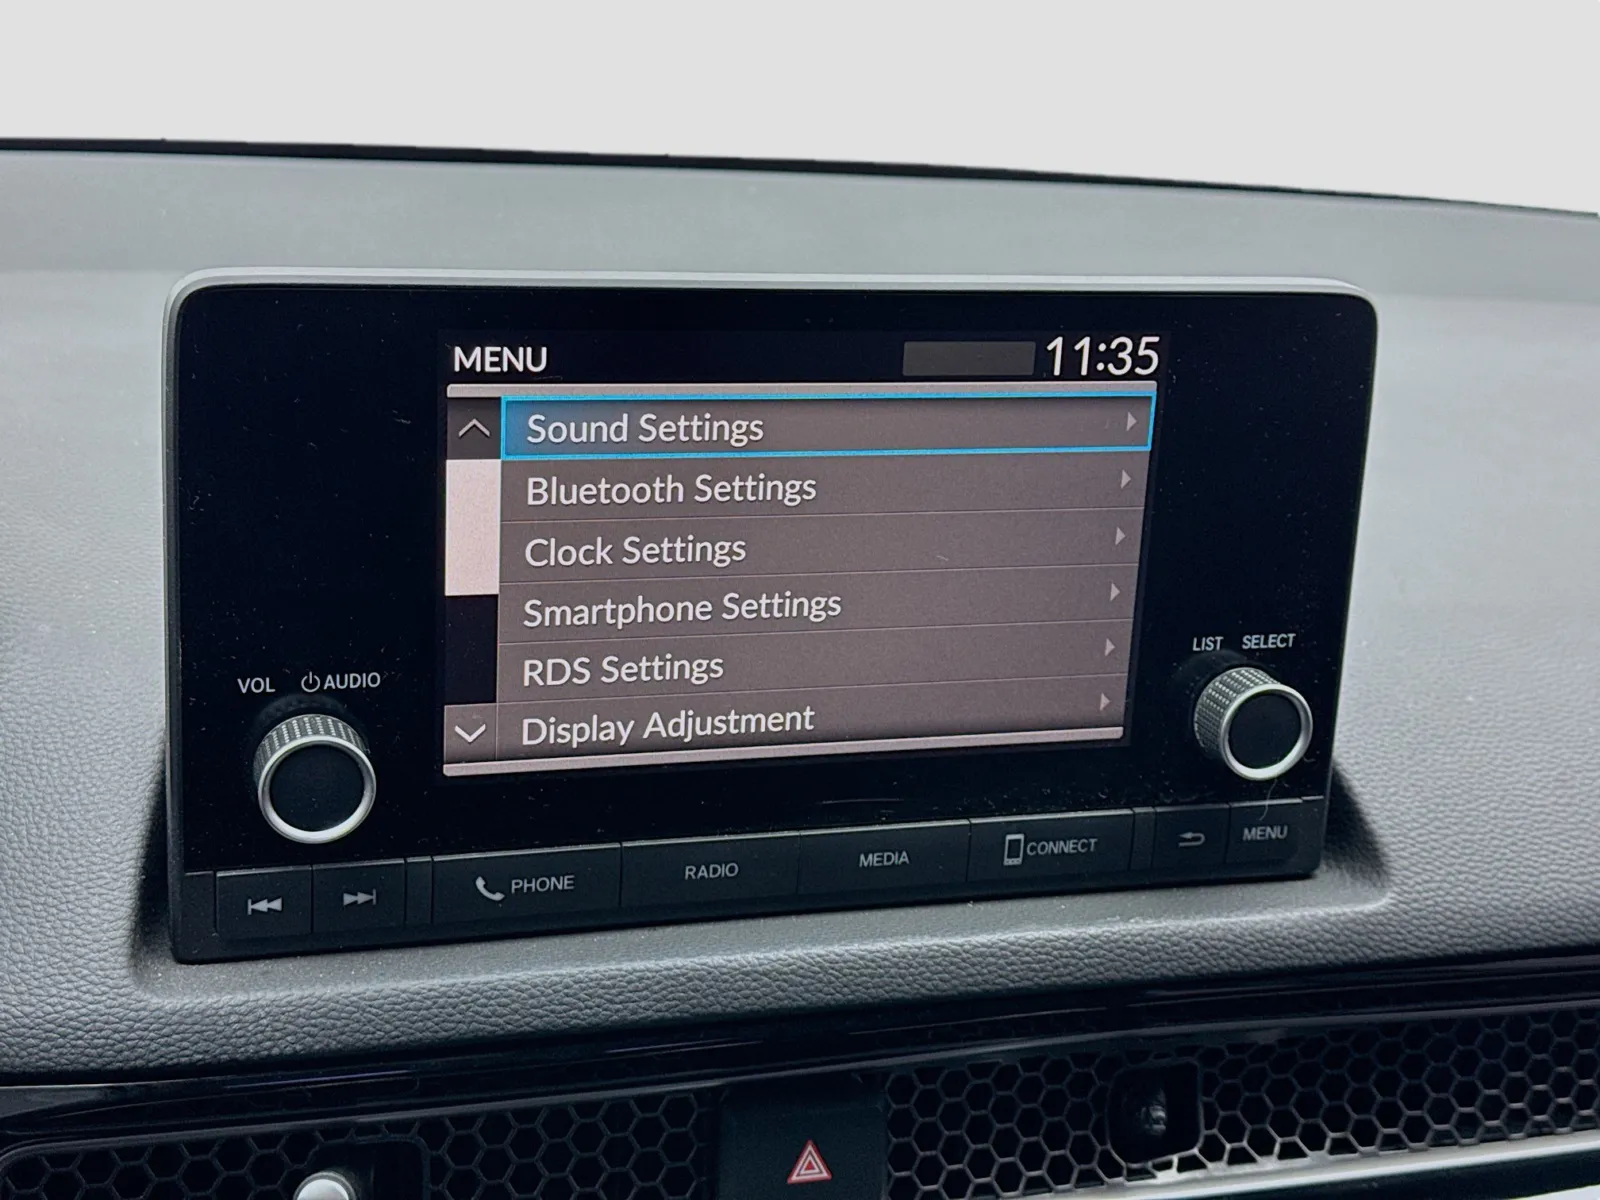 MENU 11:35
Sound Settings
Bluetooth Settings
Clock Settings
Smartphone Settings
RDS Settings
Display Adjustment
VOL AUDIO
LIST SELECT
PHONE
RADIO
MEDIA
CONNECT
MENU